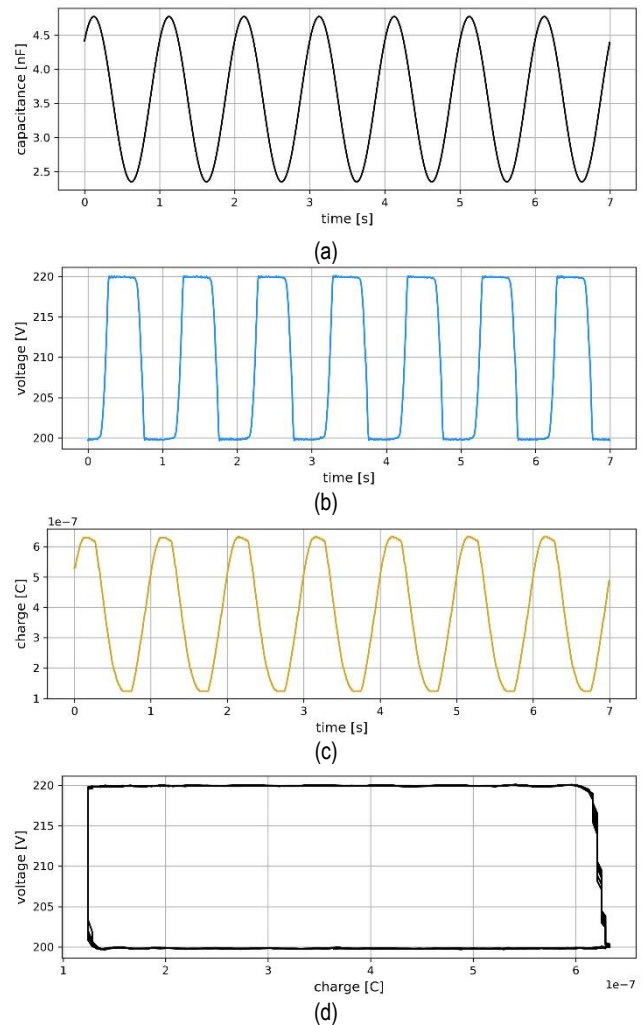 4.5
4.0
3.5
3.0
2.5
capacitance [nF]
0 1 2 3 4 5 6 7
time [s]
(a)
220
215
210
205
200
voltage [V]
0 1 2 3 4 5 6 7
time [s]
(b)
1e-7
6
5
4
3
2
1
charge [C]
0 1 2 3 4 5 6 7
time [s]
(c)
220
215
210
205
200
voltage [V]
1 2 3 4 5 6
1e-7
charge [C]
(d)